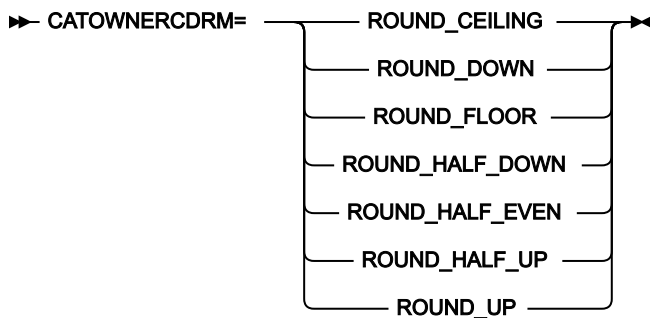 CATOWNERCDRM= ROUND_CEILING
ROUND_DOWN
ROUND_FLOOR
ROUND_HALF_DOWN
ROUND_HALF_EVEN
ROUND_HALF_UP
ROUND_UP